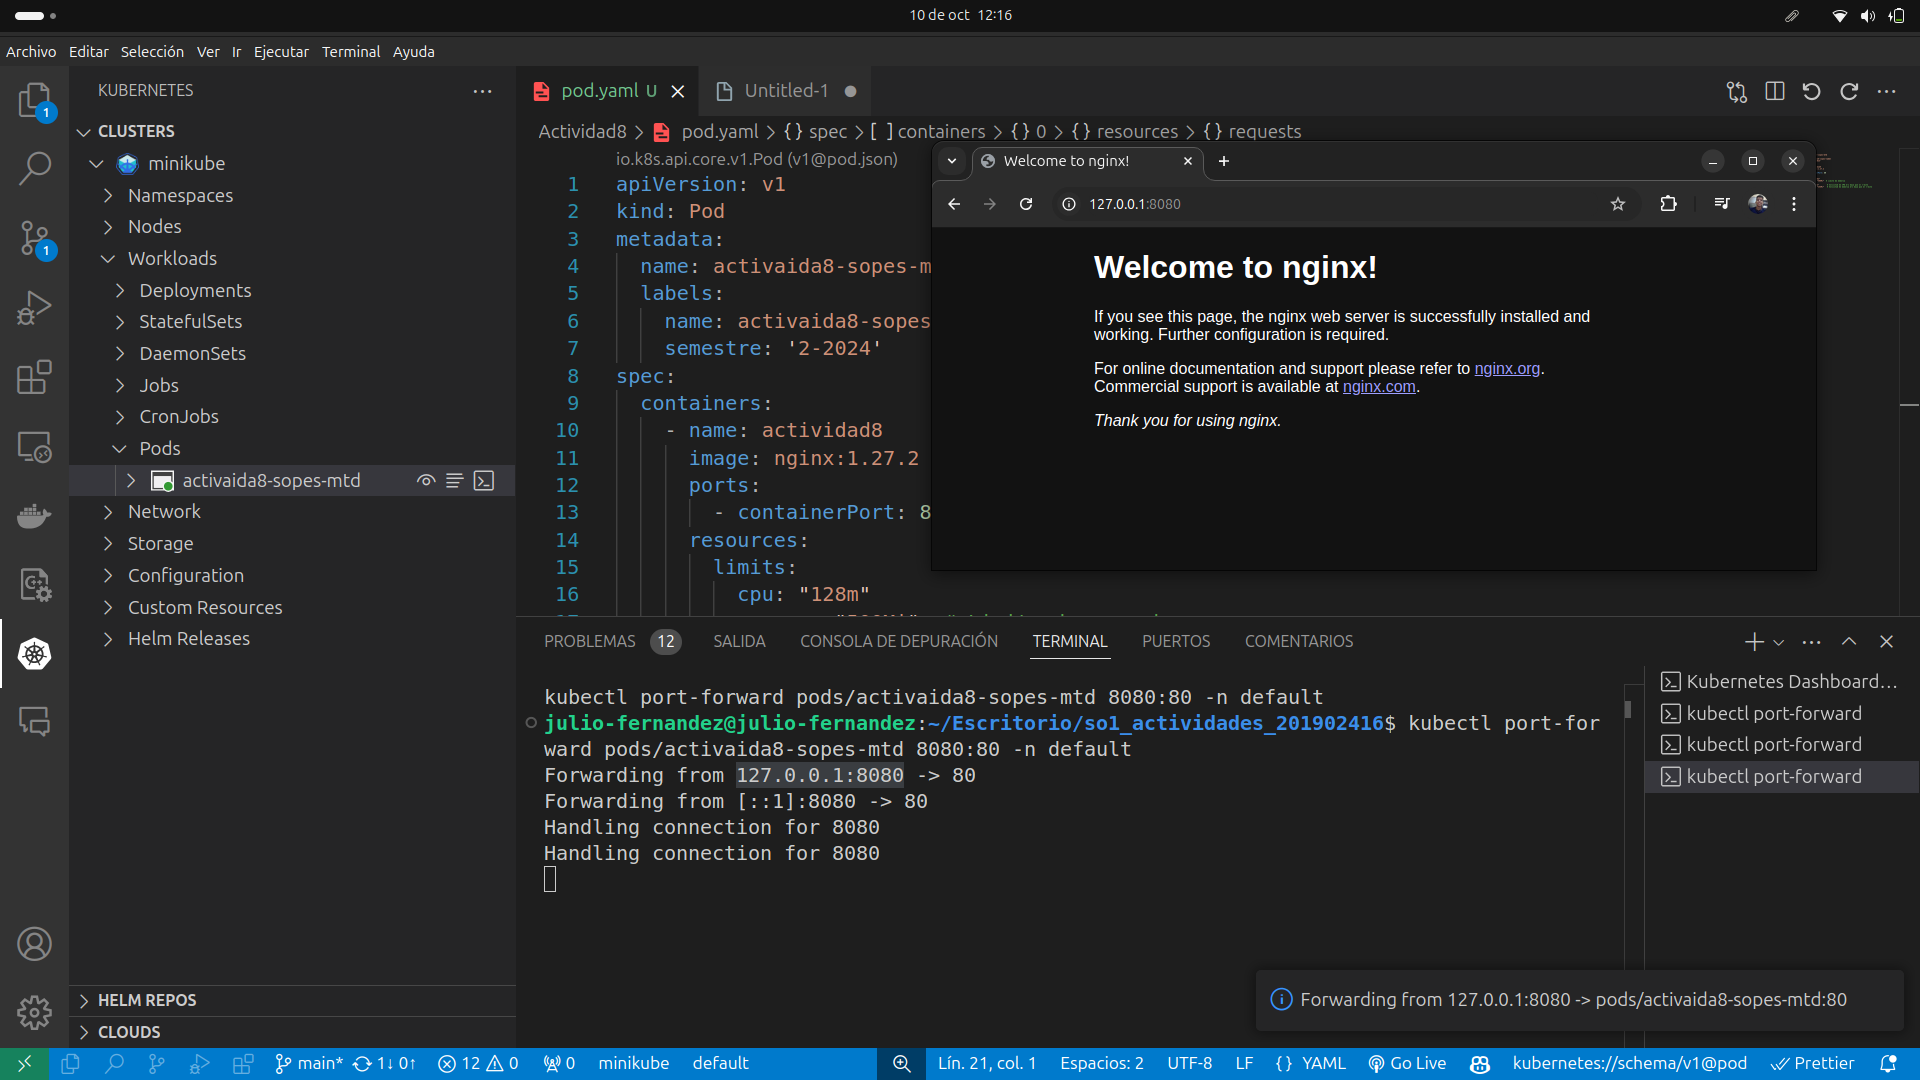 10 de oct 12:16
Archivo Editar Selección Ver Ir Ejecutar Terminal Ayuda
1
1
KUBERNETES
CLUSTERS
minikube
Namespaces
Nodes
Workloads
Deployments
StatefulSets
DaemonSets
Jobs
CronJobs
Pods
activaida8-sopes-mtd
Network
Storage
Configuration
Custom Resources
Helm Releases
HELM REPOS
CLOUDS
pod.yaml U
Untitled-1
Actividad8 > pod.yaml > {} spec > [ ] containers > {} 0 > {} resources > {} requests
io.k8s.api.core.v1.Pod (v1@pod.json)
1 apiVersion: v1
2 kind: Pod
3 metadata:
4 name: activaida8-sopes-m
5 labels:
6 name: activaida8-sopes
7 semestre: '2-2024'
8 spec:
9 containers:
10 - name: actividad8
11 image: nginx:1.27.2
12 ports:
13 - containerPort: 8
14 resources:
15 limits:
16 cpu: "128m"
Welcome to nginx!
127.0.0.1:8080
Welcome to nginx!
If you see this page, the nginx web server is successfully installed and
working. Further configuration is required.
For online documentation and support please refer to nginx.org.
Commercial support is available at nginx.com.
Thank you for using nginx.
PROBLEMAS 12 SALIDA CONSOLA DE DEPURACIÓN TERMINAL PUERTOS COMENTARIOS
kubectl port-forward pods/activaida8-sopes-mtd 8080:80 -n default
julio-fernandez@julio-fernandez:~/Escritorio/so1_actividades_201902416$ kubectl port-for
ward pods/activaida8-sopes-mtd 8080:80 -n default
Forwarding from 127.0.0.1:8080 -> 80
Forwarding from [::1]:8080 -> 80
Handling connection for 8080
Handling connection for 8080
Kubernetes Dashboard...
kubectl port-forward
kubectl port-forward
kubectl port-forward
Forwarding from 127.0.0.1:8080 -> pods/activaida8-sopes-mtd:80
main* 1↓ 0↑ 12 0 0 minikube default Lín. 21, col. 1 Espacios: 2 UTF-8 LF {} YAML Go Live kubernetes://schema/v1@pod Prettier